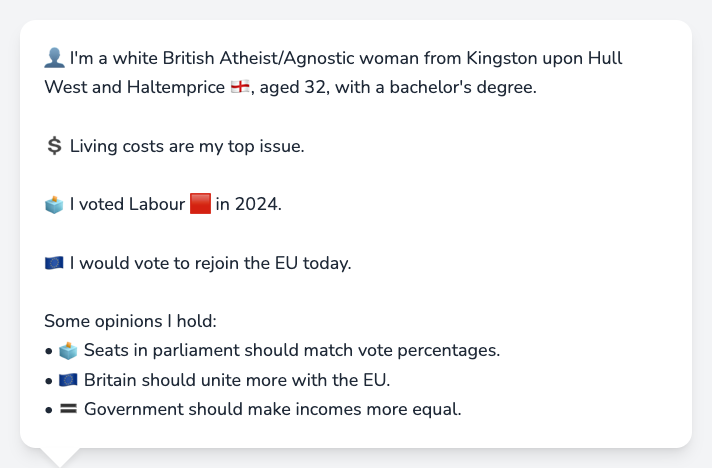 👤 I'm a white British Atheist/Agnostic woman from Kingston upon Hull
West and Haltemprice 🏴󠁧󠁢󠁥󠁮󠁧󠁿, aged 32, with a bachelor's degree.
💲 Living costs are my top issue.
🗳️ I voted Labour 🟥 in 2024.
🇪🇺 I would vote to rejoin the EU today.
Some opinions I hold:
• 🗳️ Seats in parliament should match vote percentages.
• 🇪🇺 Britain should unite more with the EU.
• 🟰 Government should make incomes more equal.